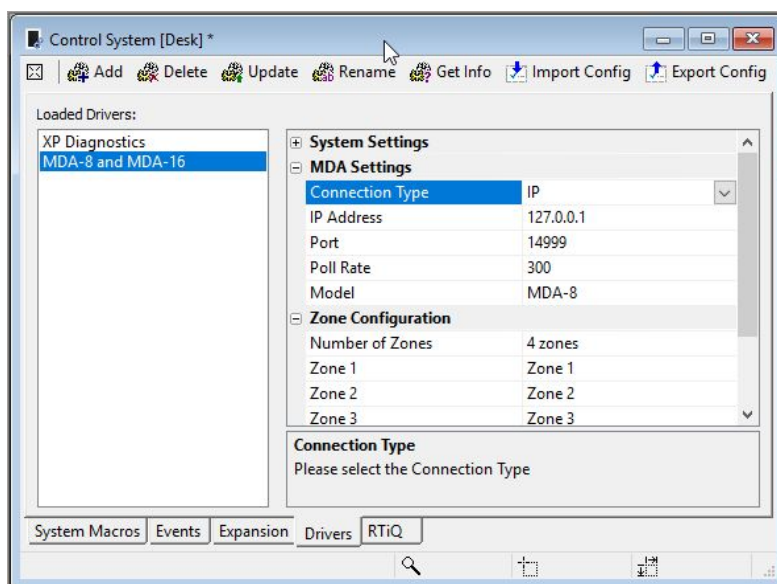 Control System [Desk] *
Add Delete Update Rename Get Info Import Config Export Config
Loaded Drivers:
XP Diagnostics
MDA-8 and MDA-16
System Settings
MDA Settings
Connection Type IP
IP Address 127.0.0.1
Port 14999
Poll Rate 300
Model MDA-8
Zone Configuration
Number of Zones 4 zones
Zone 1 Zone 1
Zone 2 Zone 2
Zone 3 Zone 3
Connection Type
Please select the Connection Type
System Macros Events Expansion Drivers RTiQ